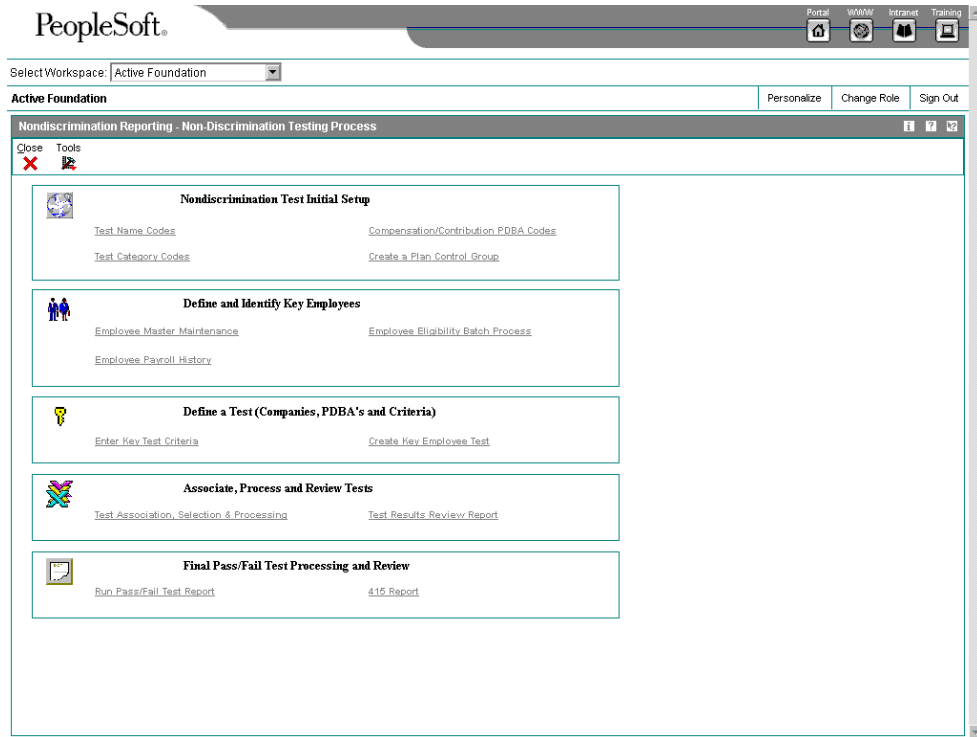 PeopleSoft.
Portal WWW Intranet Training
Select Workspace: Active Foundation
Active Foundation Personalize Change Role Sign Out
Nondiscrimination Reporting - Non-Discrimination Testing Process i ? ?
Close Tools
Nondiscrimination Test Initial Setup
Test Name Codes Compensation/Contribution PDBA Codes
Test Category Codes Create a Plan Control Group
Define and Identify Key Employees
Employee Master Maintenance Employee Eligibility Batch Process
Employee Payroll History
Define a Test (Companies, PDBA's and Criteria)
Enter Key Test Criteria Create Key Employee Test
Associate, Process and Review Tests
Test Association, Selection & Processing Test Results Review Report
Final Pass/Fail Test Processing and Review
Run Pass/Fail Test Report 415 Report